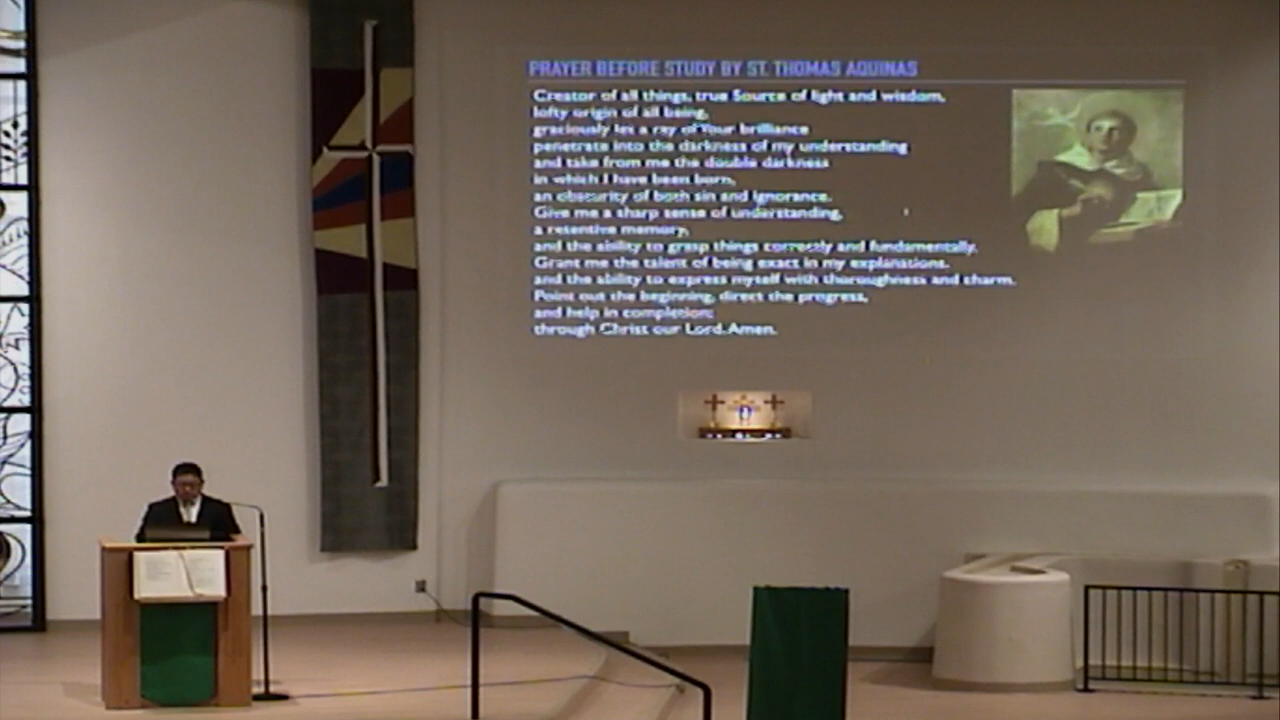 PRAYER BEFORE STUDY BY ST. THOMAS AQUINAS
Creator of all things, true Source of light and wisdom,
lofty origin of all being,
graciously let a ray of Your brilliance
penetrate into the darkness of my understanding
and take from me the double darkness
in which I have been born,
an obscurity of both sin and ignorance.
Give me a sharp sense of understanding,
a retentive memory,
and the ability to grasp things correctly and fundamentally.
Grant me the talent of being exact in my explanations,
and the ability to express myself with thoroughness and charm.
Point out the beginning, direct the progress,
and help in completion;
through Christ our Lord. Amen.